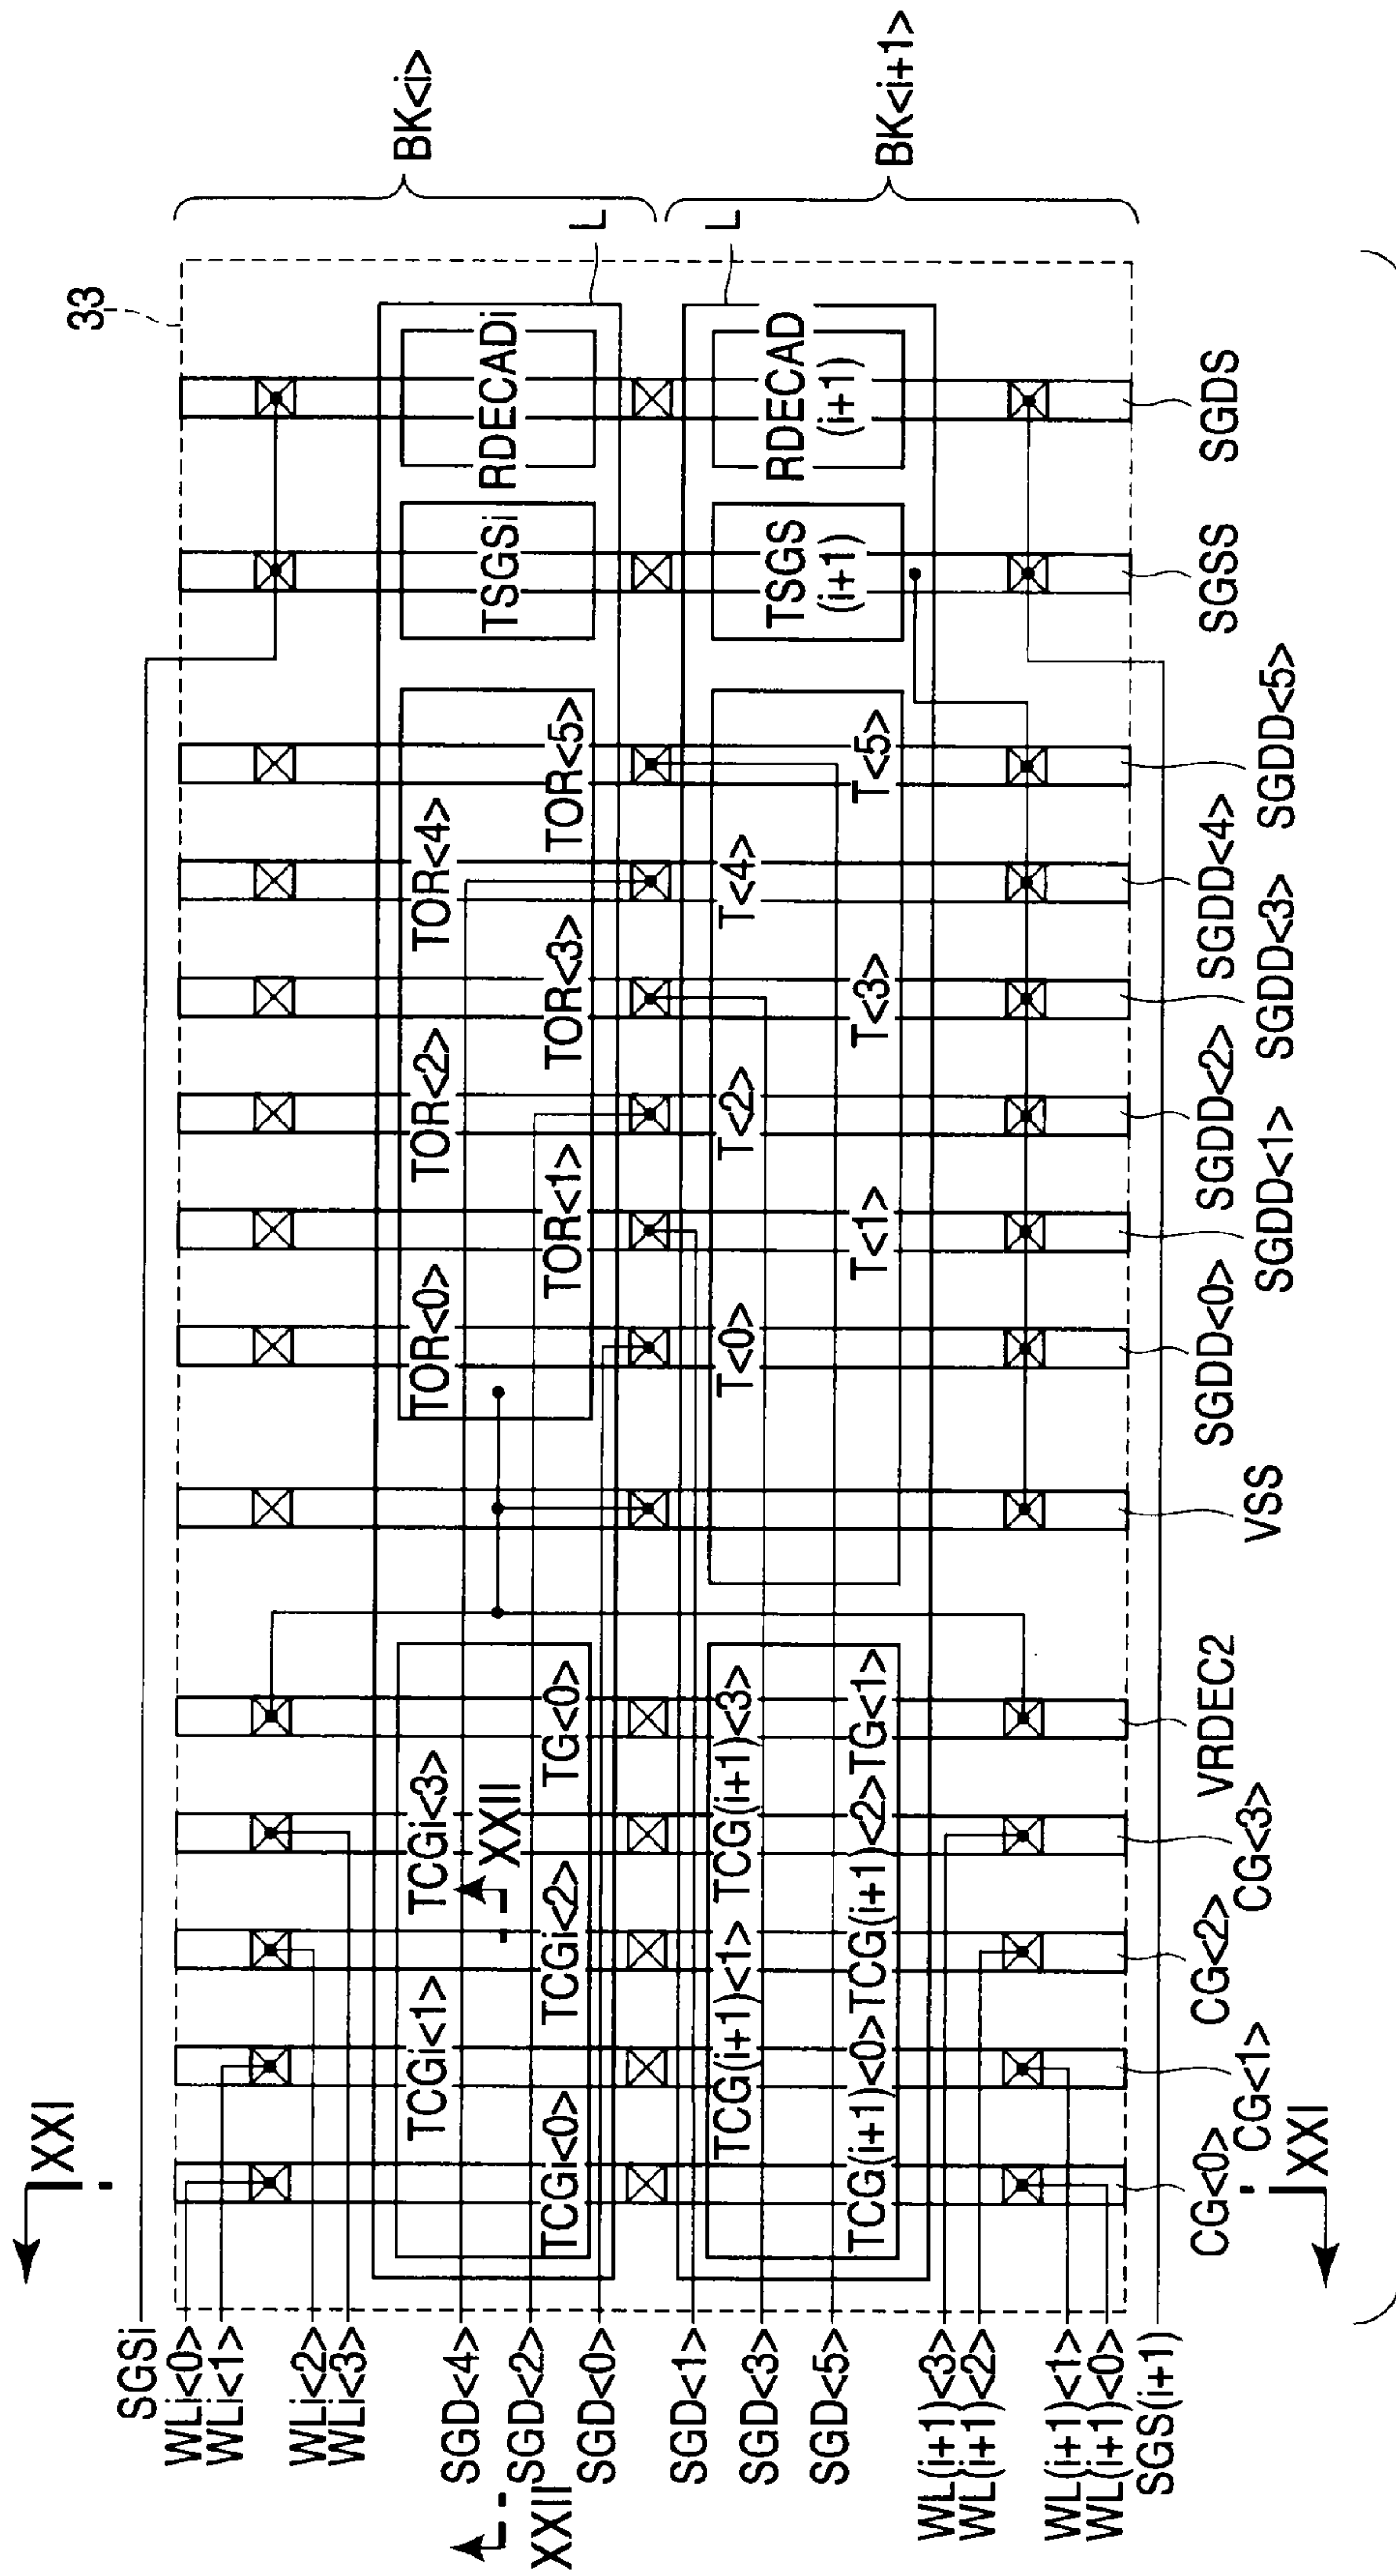 33
BK<i>
BK<i+1>
L
L
SGSi
WLi<0>
WLi<1>
WLi<2>
WLi<3>
SGD<4>
SGD<2>
SGD<0>
SGD<1>
SGD<3>
SGD<5>
WL(i+1)<3>
WL(i+1)<2>
WL(i+1)<1>
WL(i+1)<0>
SGS(i+1)
XXI
XXI
XXII
XXII
RDECADi
RDECAD
(i+1)
TSGSi
TSGS
(i+1)
TOR<0>
TOR<1>
TOR<2>
TOR<3>
TOR<4>
TOR<5>
T<0>
T<1>
T<2>
T<3>
T<4>
T<5>
TCGi<0>
TCGi<1>
TCGi<2>
TCGi<3>
TG<0>
TCG(i+1)<1>
TCG(i+1)<3>
TCG(i+1)<0>
TCG(i+1)<2>
TG<1>
CG<0>
CG<1>
CG<2>
CG<3>
VRDEC2
VSS
SGDD<0>
SGDD<1>
SGDD<2>
SGDD<3>
SGDD<4>
SGDD<5>
SGSS
SGDS